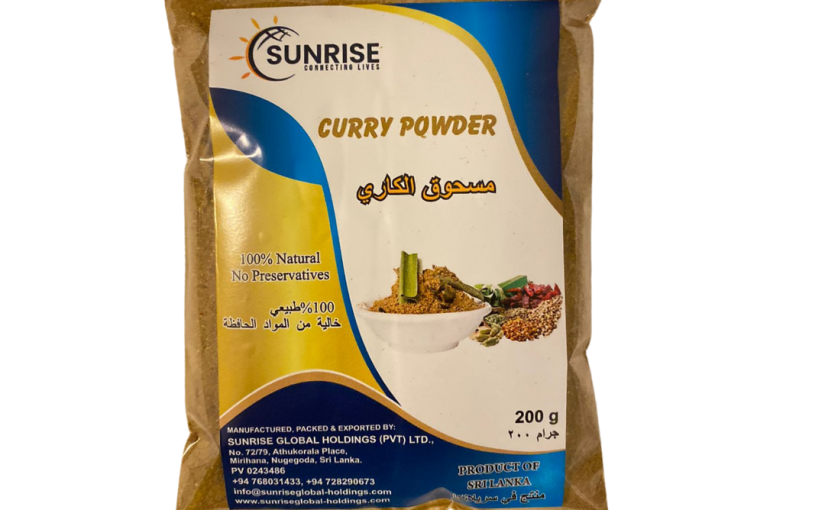 SUNRISE
CONNECTING LIVES
CURRY POWDER
مسحوق الكاري
100% Natural
No Preservatives
100%طبيعي
خالية من المواد الحافظة
200 g
٢٠٠ جرام
MANUFACTURED, PACKED & EXPORTED BY:
SUNRISE GLOBAL HOLDINGS (PVT) LTD.,
No. 72/79, Athukorala Place,
Mirihana, Nugegoda, Sri Lanka.
PV 0243486
+94 768031433, +94 728290673
info@sunriseglobal-holdings.com
www.sunriseglobal-holdings.com
PRODUCT OF
SRI LANKA
منتج في